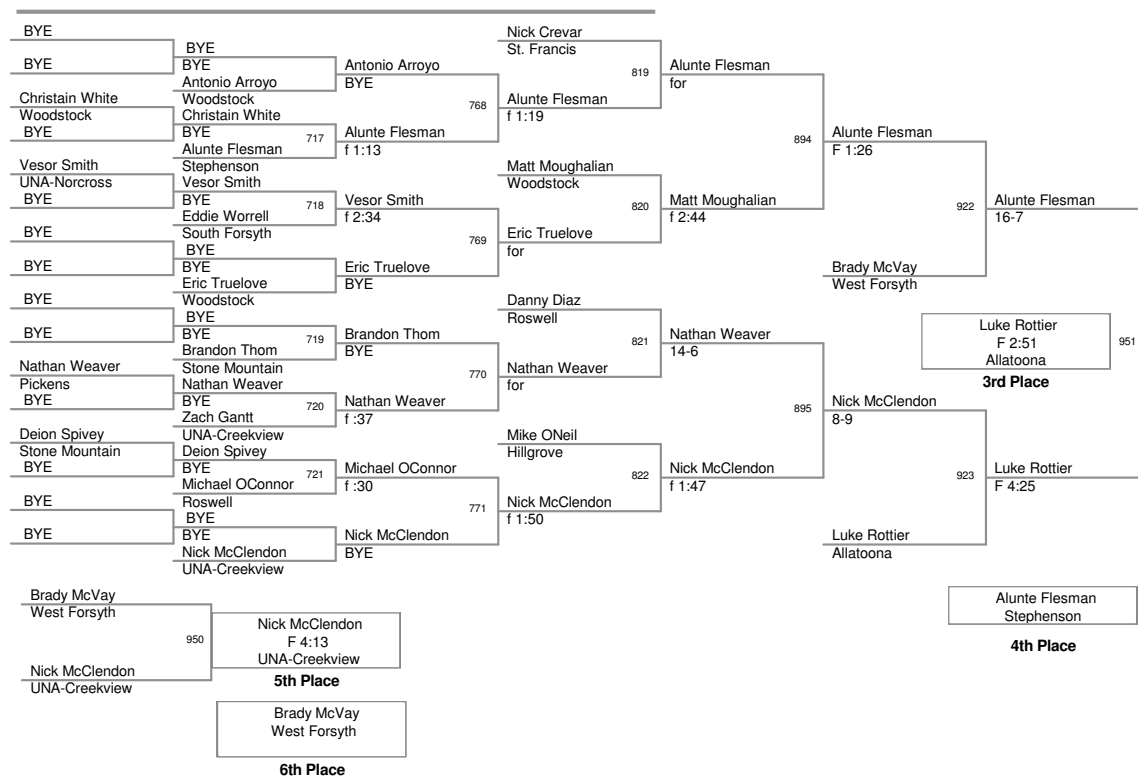 BYE
BYE
Christain White
Woodstock
BYE
Vesor Smith
UNA-Norcross
BYE
BYE
BYE
BYE
BYE
Nathan Weaver
Pickens
BYE
Deion Spivey
Stone Mountain
BYE
BYE
BYE
BYE
BYE
Antonio Arroyo
Woodstock
Christain White
BYE
717
Alunte Flesman
Stephenson
Vesor Smith
BYE
718
Eddie Worrell
South Forsyth
BYE
BYE
Eric Truelove
Woodstock
BYE
BYE
719
Brandon Thom
Stone Mountain
Nathan Weaver
BYE
720
Zach Gantt
UNA-Creekview
Deion Spivey
BYE
721
Michael OConnor
Roswell
BYE
BYE
Nick McClendon
UNA-Creekview
Antonio Arroyo
BYE
768
Alunte Flesman
f 1:13
Vesor Smith
f 2:34
769
Eric Truelove
BYE
Brandon Thom
BYE
770
Nathan Weaver
f :37
Michael OConnor
f :30
771
Nick McClendon
BYE
Nick Crevar
St. Francis
819
Alunte Flesman
f 1:19
Matt Moughalian
Woodstock
820
Eric Truelove
for
Danny Diaz
Roswell
821
Nathan Weaver
for
Mike ONeil
Hillgrove
822
Nick McClendon
f 1:50
Alunte Flesman
for
894
Matt Moughalian
f 2:44
Nathan Weaver
14-6
895
Nick McClendon
f 1:47
Alunte Flesman
F 1:26
922
Brady McVay
West Forsyth
Nick McClendon
8-9
923
Luke Rottier
Allatoona
Alunte Flesman
16-7
Luke Rottier
F 2:51
Allatoona
951
3rd Place
Luke Rottier
F 4:25
Alunte Flesman
Stephenson
4th Place
Brady McVay
West Forsyth
950
Nick McClendon
UNA-Creekview
Nick McClendon
F 4:13
UNA-Creekview
5th Place
Brady McVay
West Forsyth
6th Place